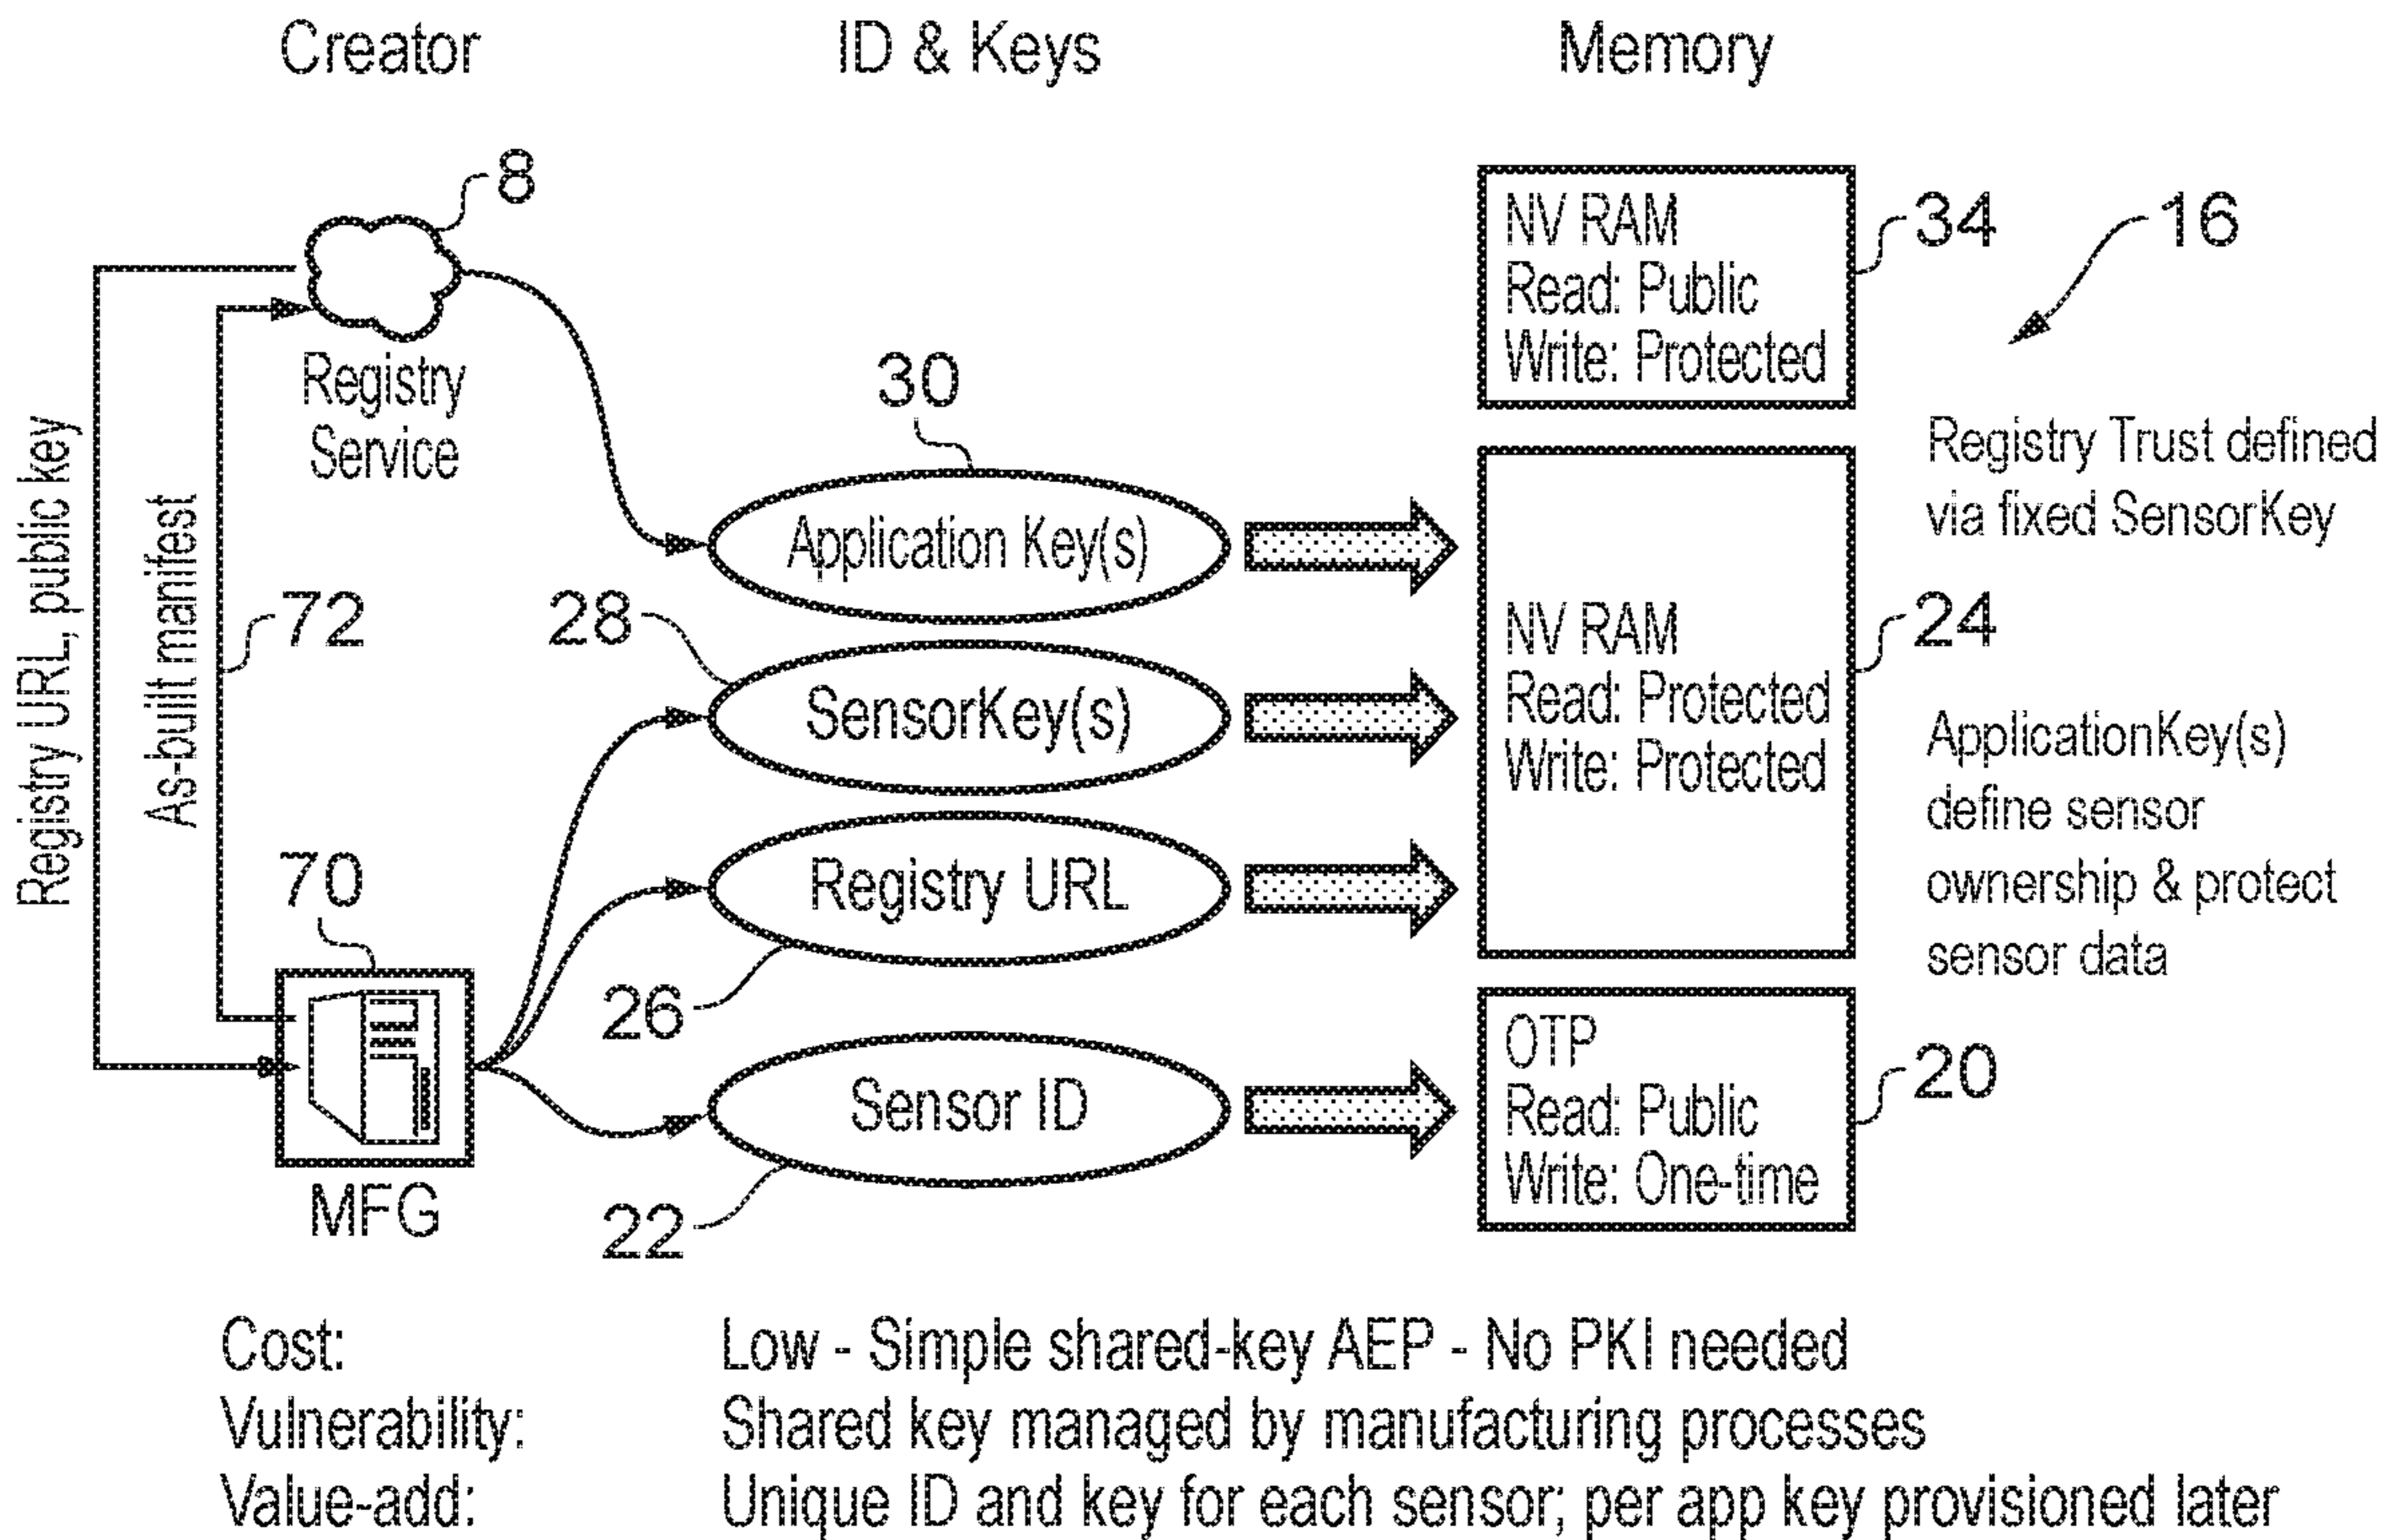 Creator
ID & Keys
Memory
8
Registry
Service
Registry URL, public key
As-built manifest
72
70
MFG
30
Application Key(s)
28
SensorKey(s)
Registry URL
26
Sensor ID
22
NV RAM
Read: Public
Write: Protected
34
16
NV RAM
Read: Protected
Write: Protected
24
OTP
Read: Public
Write: One-time
20
Registry Trust defined
via fixed SensorKey
ApplicationKey(s)
define sensor
ownership & protect
sensor data
Cost: Low - Simple shared-key AEP - No PKI needed
Vulnerability: Shared key managed by manufacturing processes
Value-add: Unique ID and key for each sensor; per app key provisioned later